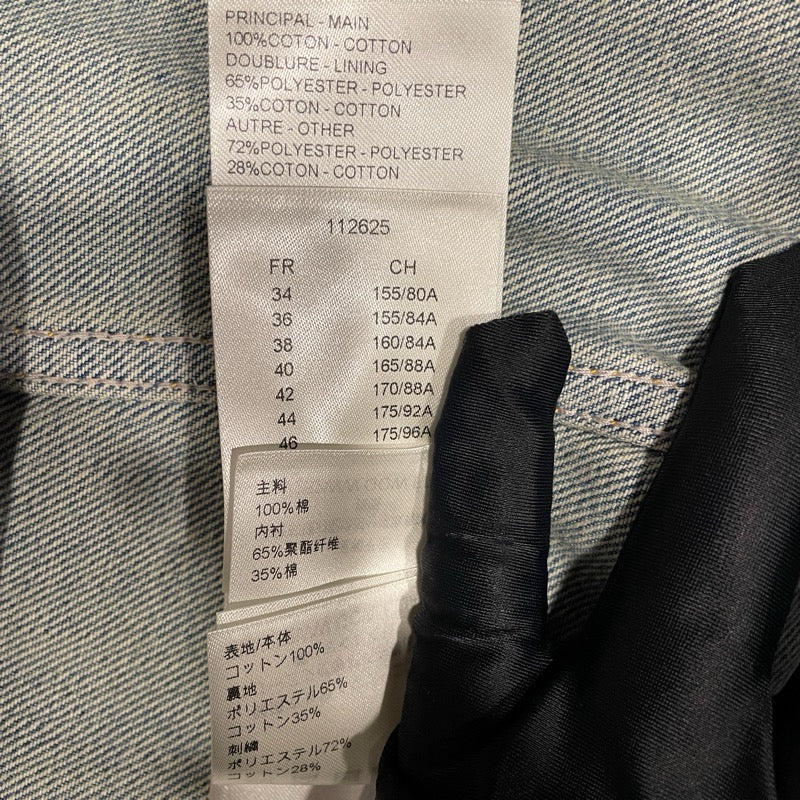 PRINCIPAL - MAIN
100%COTON - COTTON
DOUBLURE - LINING
65%POLYESTER - POLYESTER
35%COTON - COTTON
AUTRE - OTHER
72%POLYESTER - POLYESTER
28%COTON - COTTON
112625
FR CH
34 155/80A
36 155/84A
38 160/84A
40 165/88A
42 170/88A
44 175/92A
46 175/96A
主料
100%棉
内衬
65%聚酯纤维
35%棉
表地/本体
コットン100%
裏地
ポリエステル65%
コットン35%
刺繍
ポリエステル72%
コットン28%